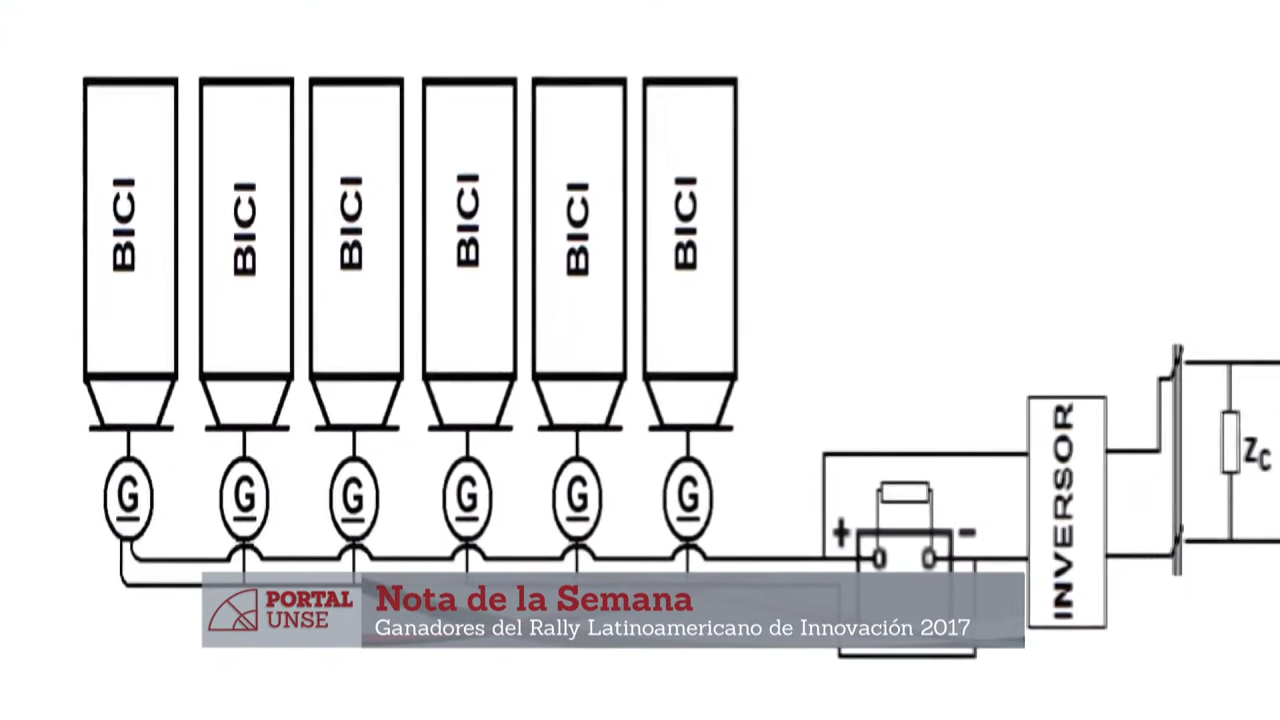 BICI
BICI
BICI
BICI
BICI
BICI
G
G
G
G
G
G
+
-
INVERSOR
Zc
PORTAL
UNSE
Nota de la Semana
Ganadores del Rally Latinoamericano de Innovación 2017